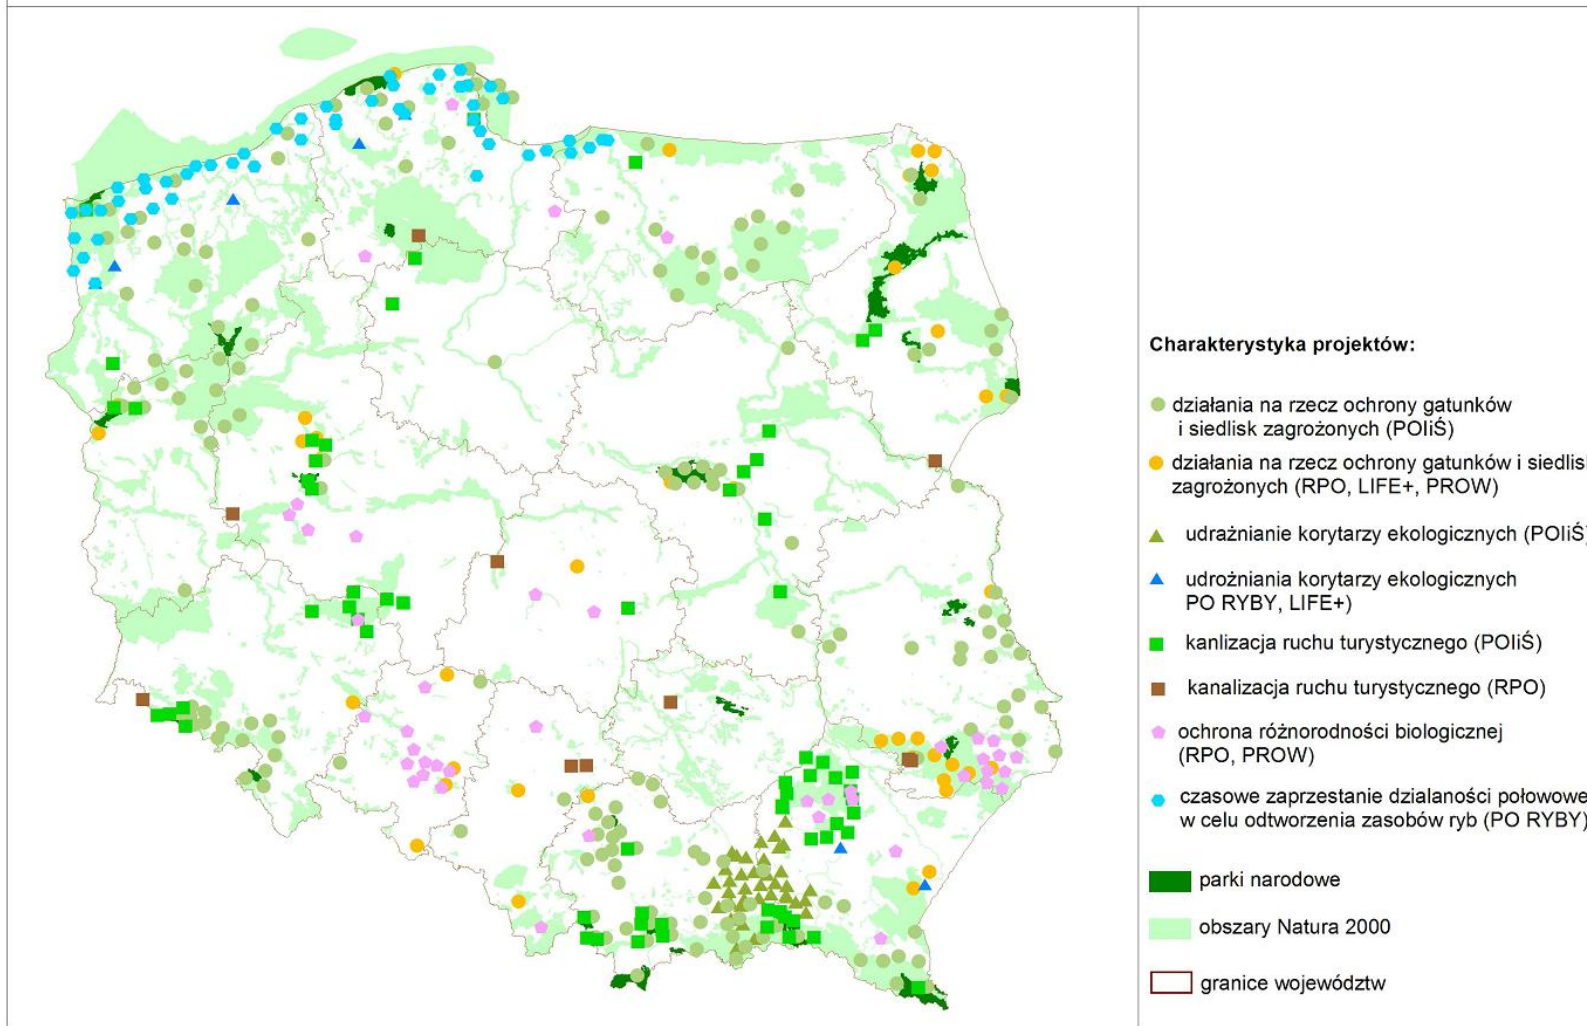 Charakterystyka projektów:
działania na rzecz ochrony gatunków
i siedlisk zagrożonych (POIiŚ)
działania na rzecz ochrony gatunków i siedlisk
zagrożonych (RPO, LIFE+, PROW)
udrażnianie korytarzy ekologicznych (POIiŚ)
udrożniania korytarzy ekologicznych
PO RYBY, LIFE+)
kanlizacja ruchu turystycznego (POIiŚ)
kanalizacja ruchu turystycznego (RPO)
ochrona różnorodności biologicznej
(RPO, PROW)
czasowe zaprzestanie dzialaności połowowe
w celu odtworzenia zasobów ryb (PO RYBY)
parki narodowe
obszary Natura 2000
granice województw